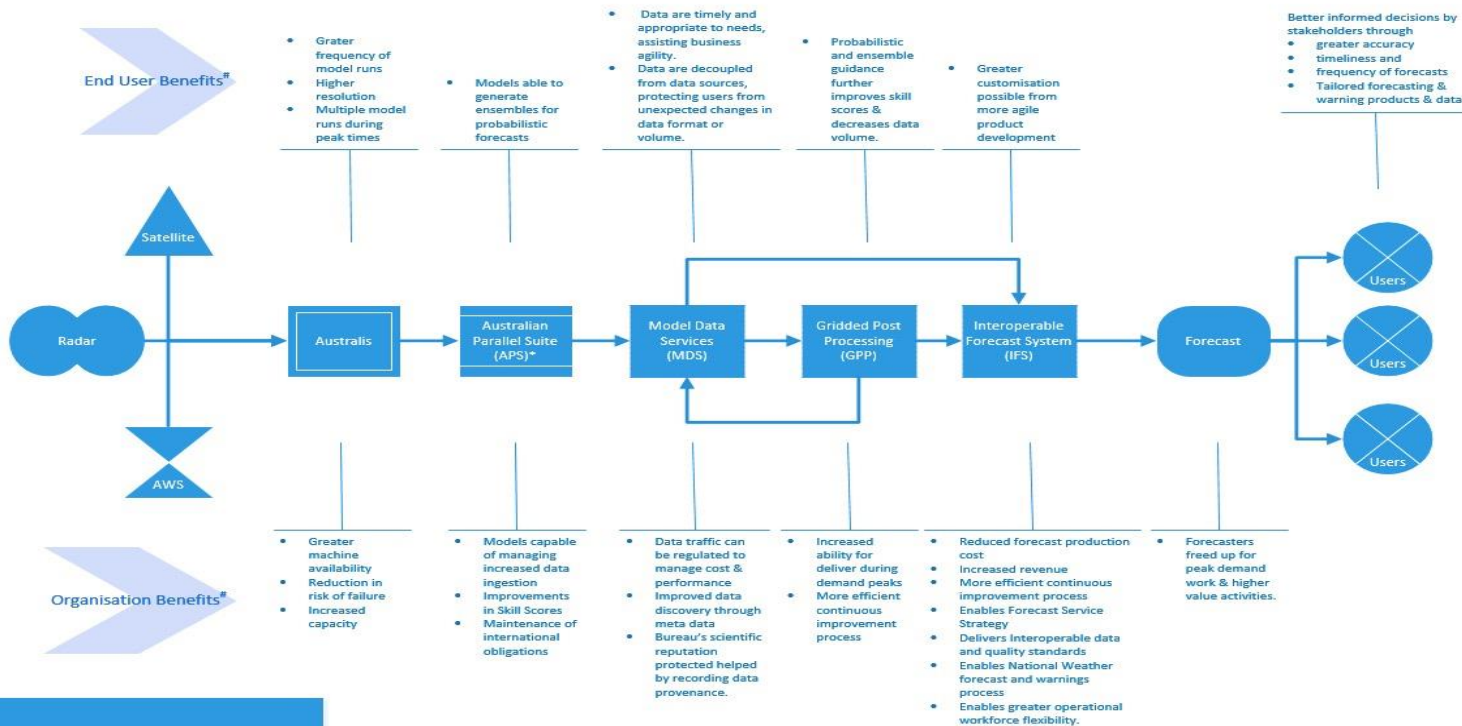 End User Benefits#
• Grater
frequency of
model runs
• Higher
resolution
• Multiple model
runs during
peak times
• Models able to
generate
ensembles for
probabilistic
forecasts
• Data are timely and
appropriate to needs,
assisting business
agility.
• Data are decoupled
from data sources,
protecting users from
unexpected changes in
data format or
volume.
• Probabilistic
and ensemble
guidance
further
improves skill
scores &
decreases data
volume.
• Greater
customisation
possible from
more agile
product
development
Better informed decisions by
stakeholders through
• greater accuracy
• timeliness and
• frequency of forecasts
• Tailored forecasting &
warning products & data
Satellite
Radar
AWS
Australis
Australian
Parallel Suite
(APS)*
Model Data
Services
(MDS)
Gridded Post
Processing
(GPP)
Interoperable
Forecast System
(IFS)
Forecast
Users
Users
Users
Organisation Benefits#
• Greater
machine
availability
• Reduction in
risk of failure
• Increased
capacity
• Models capable
of managing
increased data
ingestion
• Improvements
in Skill Scores
• Maintenance of
international
obligations
• Data traffic can
be regulated to
manage cost &
performance
• Improved data
discovery through
meta data
• Bureau's scientific
reputation
protected helped
by recording data
provenance.
• Increased
ability for
deliver during
demand peaks
• More efficient
continuous
improvement
process
• Reduced forecast production
cost
• Increased revenue
• More efficient continuous
improvement process
• Enables Forecast Service
Strategy
• Delivers Interoperable data
and quality standards
• Enables National Weather
forecast and warnings
process
• Enables greater operational
workforce flexibility.
• Forecasters
freed up for
peak demand
work & higher
value activities.